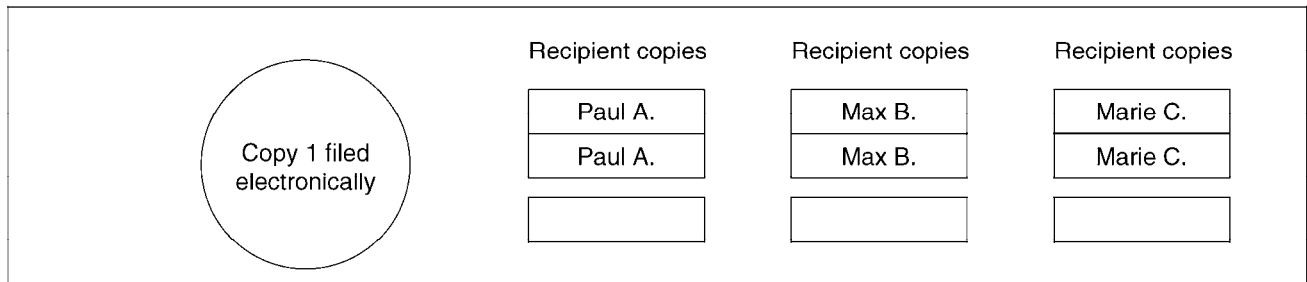 Copy 1 filed
electronically
Recipient copies
Paul A.
Paul A.
Recipient copies
Max B.
Max B.
Recipient copies
Marie C.
Marie C.